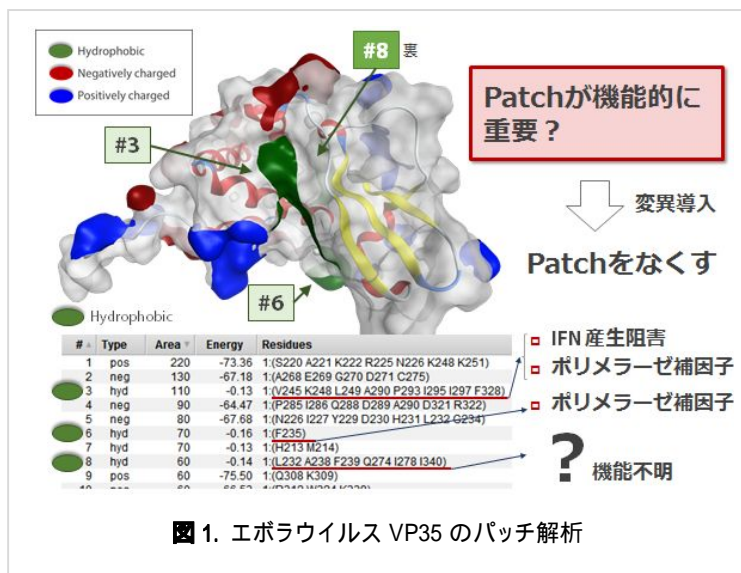 Hydrophobic
Negatively charged
Positively charged
#8 裏
#3
#6
Patchが機能的に
重要？
変異導入
Patchをなくす
Hydrophobic
# Type Area Energy Residues
1 pos 220 -73.36 1:(S220 A221 K222 R225 N226 K248 K251)
2 neg 130 -67.18 1:(A268 E269 G270 D271 C275)
3 hyd 110 -0.13 1:(V245 K248 L249 A290 P293 I295 I297 F328)
4 neg 90 -64.47 1:(P285 I286 Q288 D289 A290 D321 R322)
5 neg 80 -67.68 1:(N226 I227 Y229 D230 H231 L232 C234)
6 hyd 70 -0.16 1:(F235)
7 hyd 70 -0.13 1:(H213 M214)
8 hyd 60 -0.14 1:(L232 A238 F239 Q274 I278 I340)
9 pos 60 -75.50 1:(Q308 K309)
IFN 産生阻害
ポリメラーゼ補因子
ポリメラーゼ補因子
? 機能不明
図 1. エボラウイルス VP35 のパッチ解析